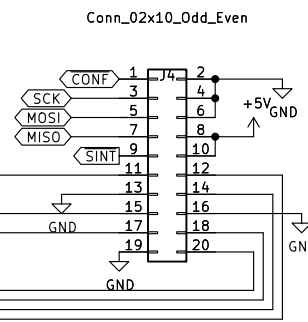 Conn_02x10_Odd_Even
J4
CONF 1 2
GND
SCK 3 4
MOSI 5 6
+5V
MISO 7 8
SINT 9 10
11 12
13 14
GND
15 16
GN
17 18
19 20
GND